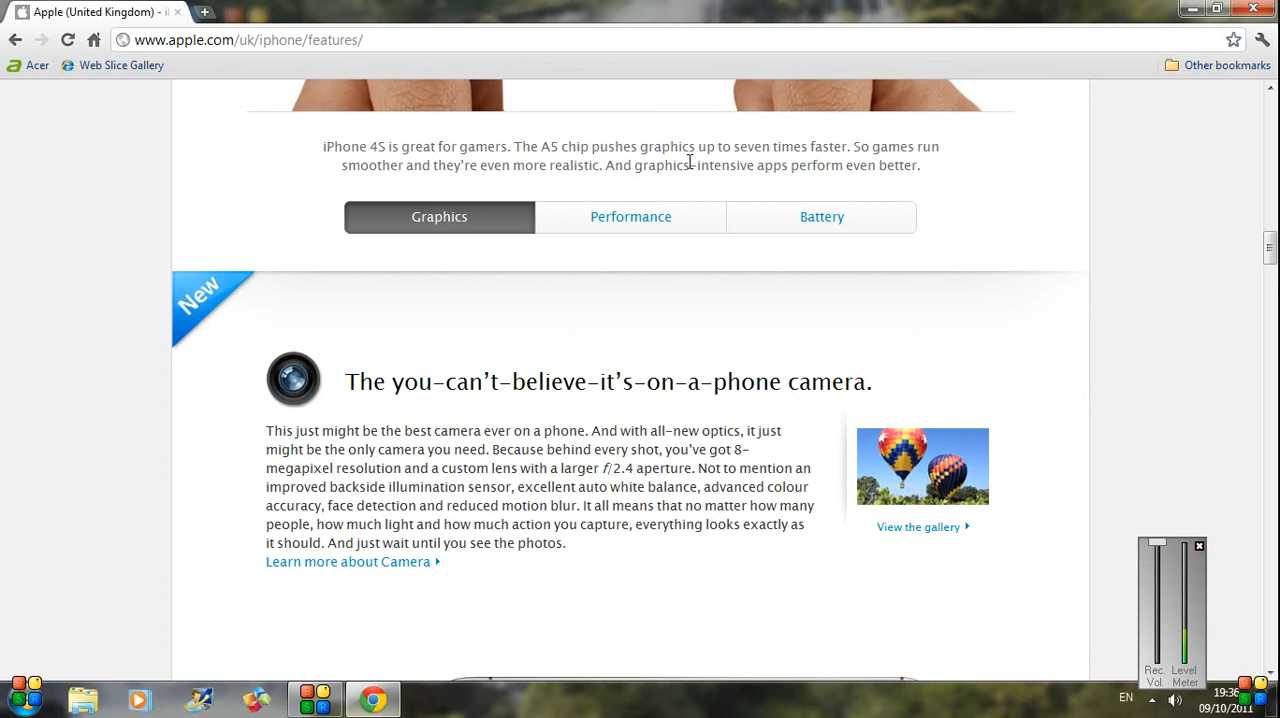 Apple (United Kingdom) - i
www.apple.com/uk/iphone/features/
Acer
Web Slice Gallery
Other bookmarks
iPhone 4S is great for gamers. The A5 chip pushes graphics up to seven times faster. So games run
smoother and they're even more realistic. And graphics-intensive apps perform even better.
Graphics
Performance
Battery
New
The you-can't-believe-it's-on-a-phone camera.
This just might be the best camera ever on a phone. And with all-new optics, it just
might be the only camera you need. Because behind every shot, you've got 8-
megapixel resolution and a custom lens with a larger f/2.4 aperture. Not to mention an
improved backside illumination sensor, excellent auto white balance, advanced colour
accuracy, face detection and reduced motion blur. It all means that no matter how many
people, how much light and how much action you capture, everything looks exactly as
it should. And just wait until you see the photos.
Learn more about Camera
View the gallery
Rec. Level
Vol. Meter
S R
S R
EN
19:36
09/10/2011
S R